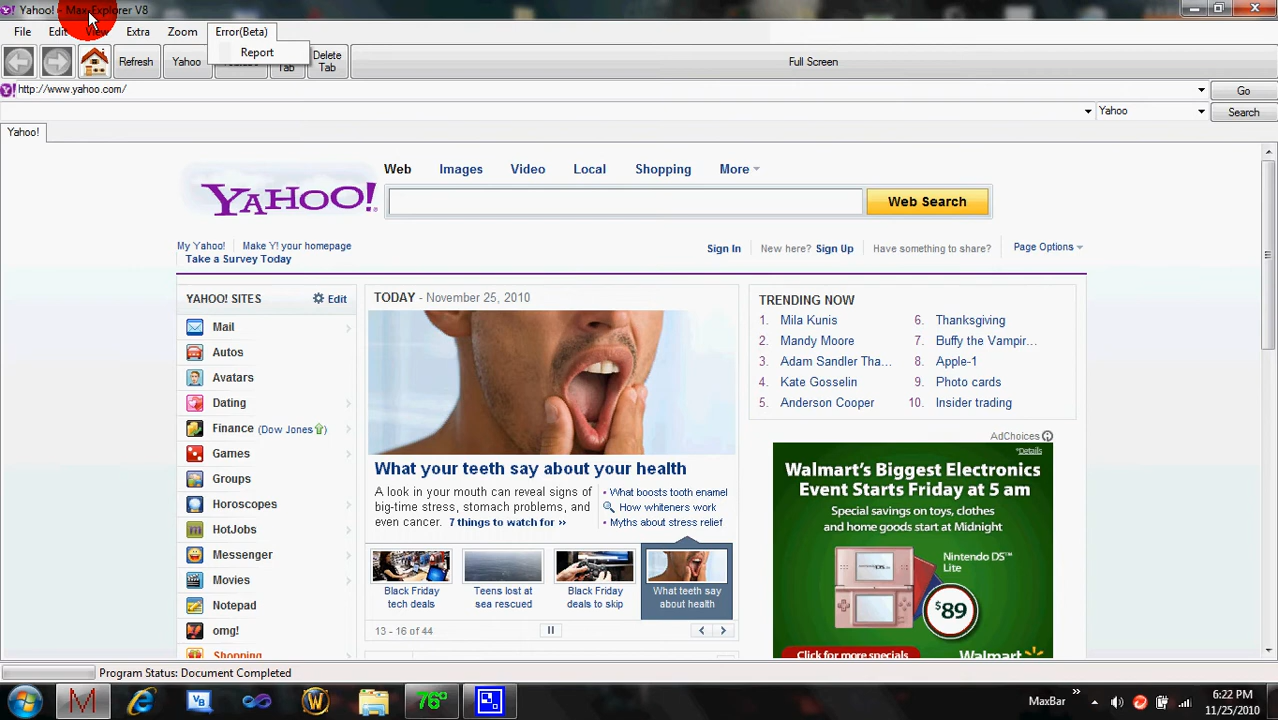 Yahoo! - Max-Explorer V8
File Edit View Extra Zoom Error(Beta)
Report
Refresh Yahoo Tab Delete Tab Full Screen
http://www.yahoo.com/ Go
Yahoo Search
Yahoo!
Web Images Video Local Shopping More
YAHOO! Web Search
My Yahoo! Make Y! your homepage
Take a Survey Today
Sign In New here? Sign Up Have something to share? Page Options
YAHOO! SITES Edit
Mail
Autos
Avatars
Dating
Finance (Dow Jones)
Games
Groups
Horoscopes
HotJobs
Messenger
Movies
Notepad
omg!
Shopping
TODAY - November 25, 2010
What your teeth say about your health
A look in your mouth can reveal signs of
big-time stress, stomach problems, and
even cancer. 7 things to watch for ››
• What boosts tooth enamel
How whiteners work
• Myths about stress relief
Black Friday
tech deals
Teens lost at
sea rescued
Black Friday
deals to skip
What teeth say
about health
13 - 16 of 44
TRENDING NOW
1. Mila Kunis
2. Mandy Moore
3. Adam Sandler Tha...
4. Kate Gosselin
5. Anderson Cooper
6. Thanksgiving
7. Buffy the Vampir...
8. Apple-1
9. Photo cards
10. Insider trading
AdChoices
*Details
Walmart's Biggest Electronics
Event Starts Friday at 5 am
Special savings on toys, clothes
and home goods start at Midnight
Nintendo DS™
Lite
$89
Click for more specials Walmart
Program Status: Document Completed
M VB W 76° MaxBar » 6:22 PM
11/25/2010